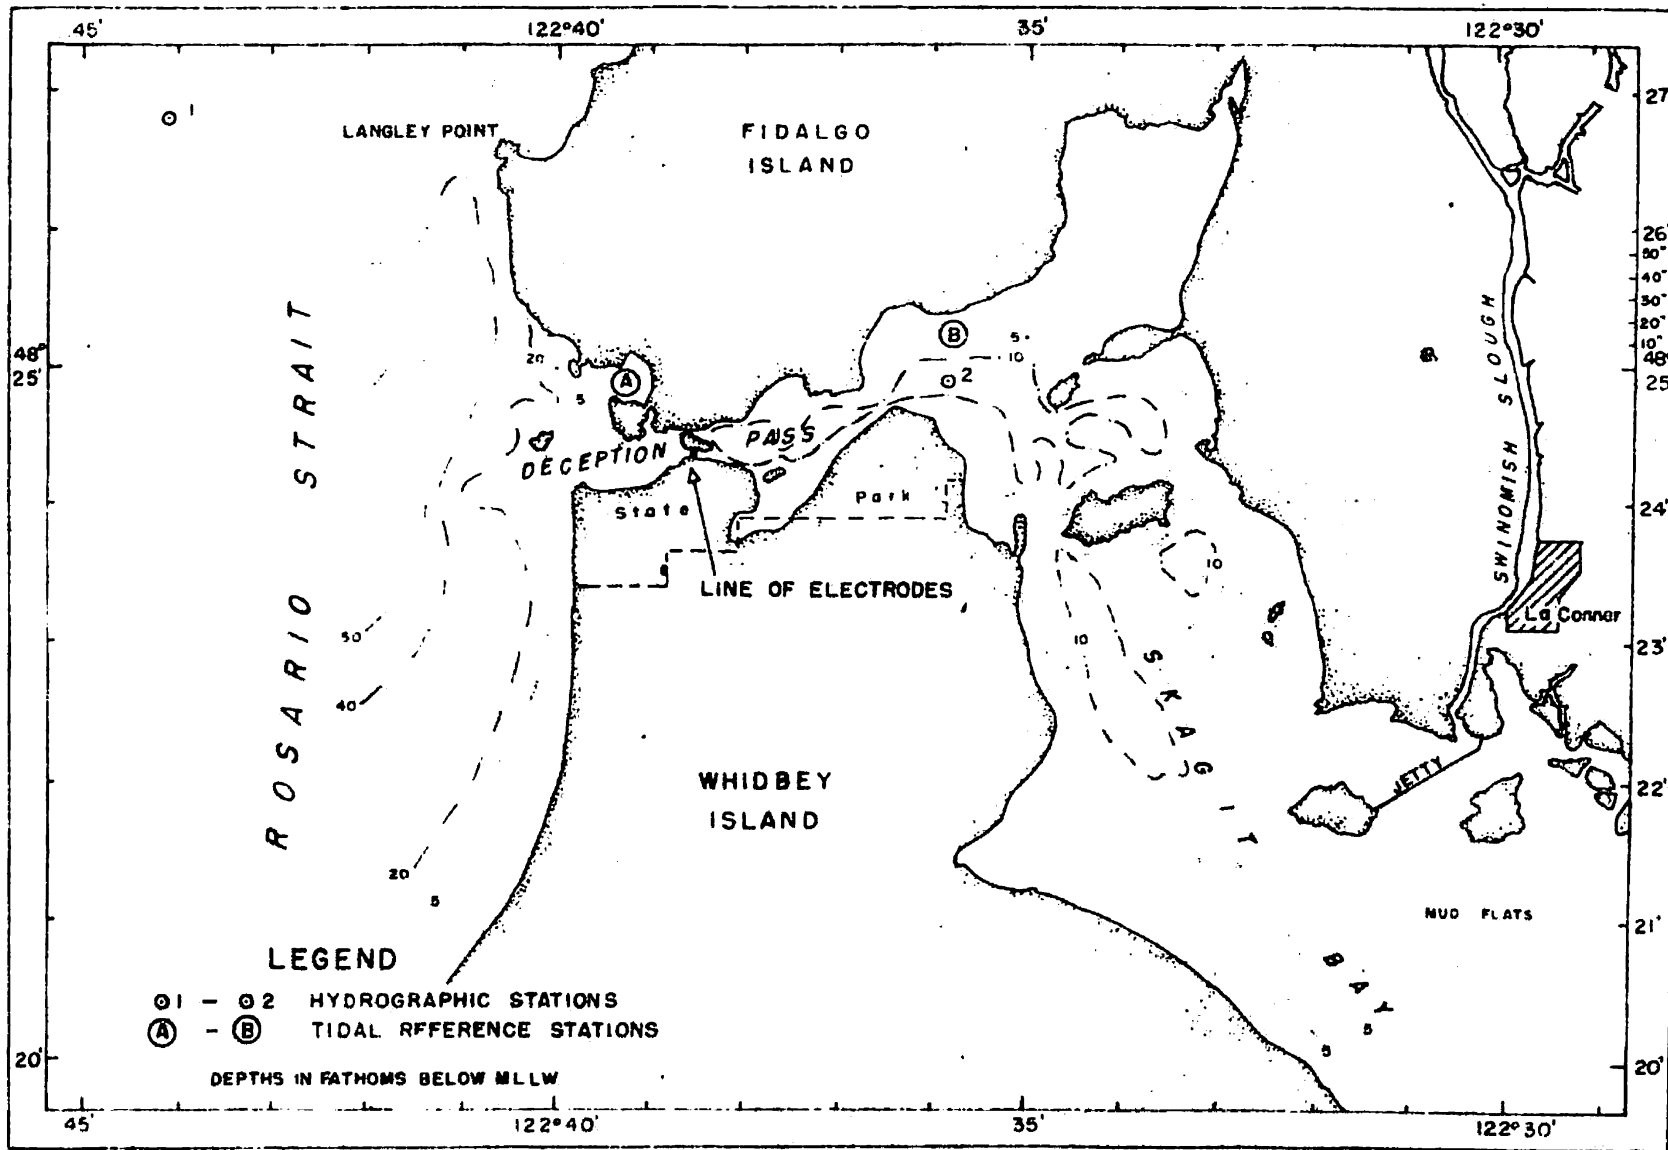 45' 122°40' 35' 122°30'
1
27'
LANGLEY POINT
FIDALGO
ISLAND
26'
50"
40"
30"
20"
10"
48°
25'
48°
25'
ROSARIO STRAIT
SWINOMISH SLOUGH
B
5
10
2
20
A
5
DECEPTION PASS
State Park
24'
LINE OF ELECTRODES
10
La Conner
50
10
23'
40
SKAGIT BAY
WHIDBEY
ISLAND
JETTY
22'
20
5
MUD FLATS
21'
LEGEND
1 - 2 HYDROGRAPHIC STATIONS
A - B TIDAL REFERENCE STATIONS
5
5
20' 20'
DEPTHS IN FATHOMS BELOW MLLW
45' 122°40' 35' 122°30'